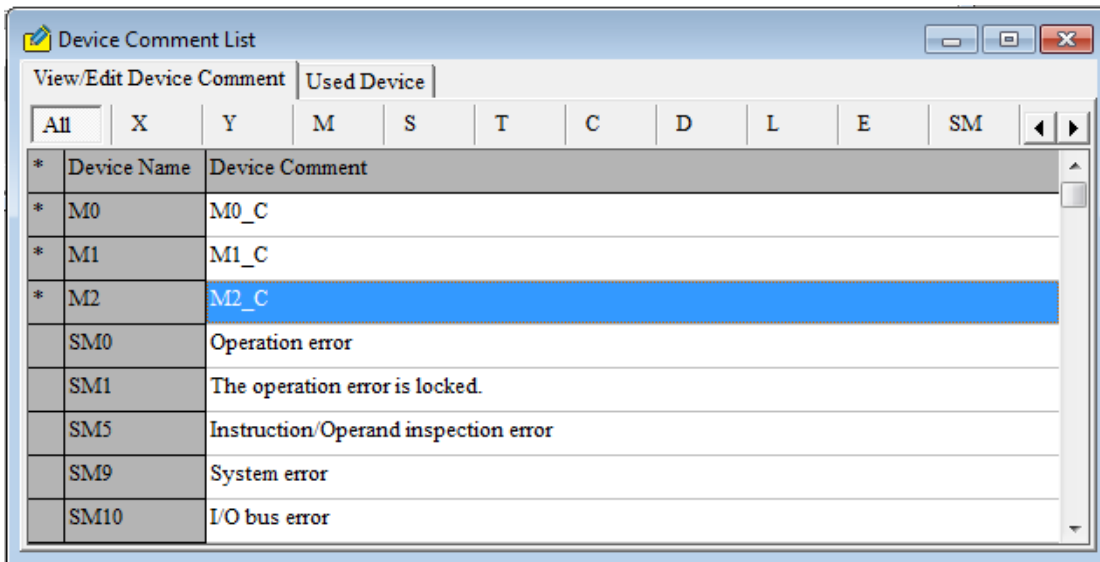 Device Comment List
View/Edit Device Comment Used Device
All X Y M S T C D L E SM
* Device Name Device Comment
* M0 M0_C
* M1 M1_C
* M2 M2_C
SM0 Operation error
SM1 The operation error is locked.
SM5 Instruction/Operand inspection error
SM9 System error
SM10 I/O bus error